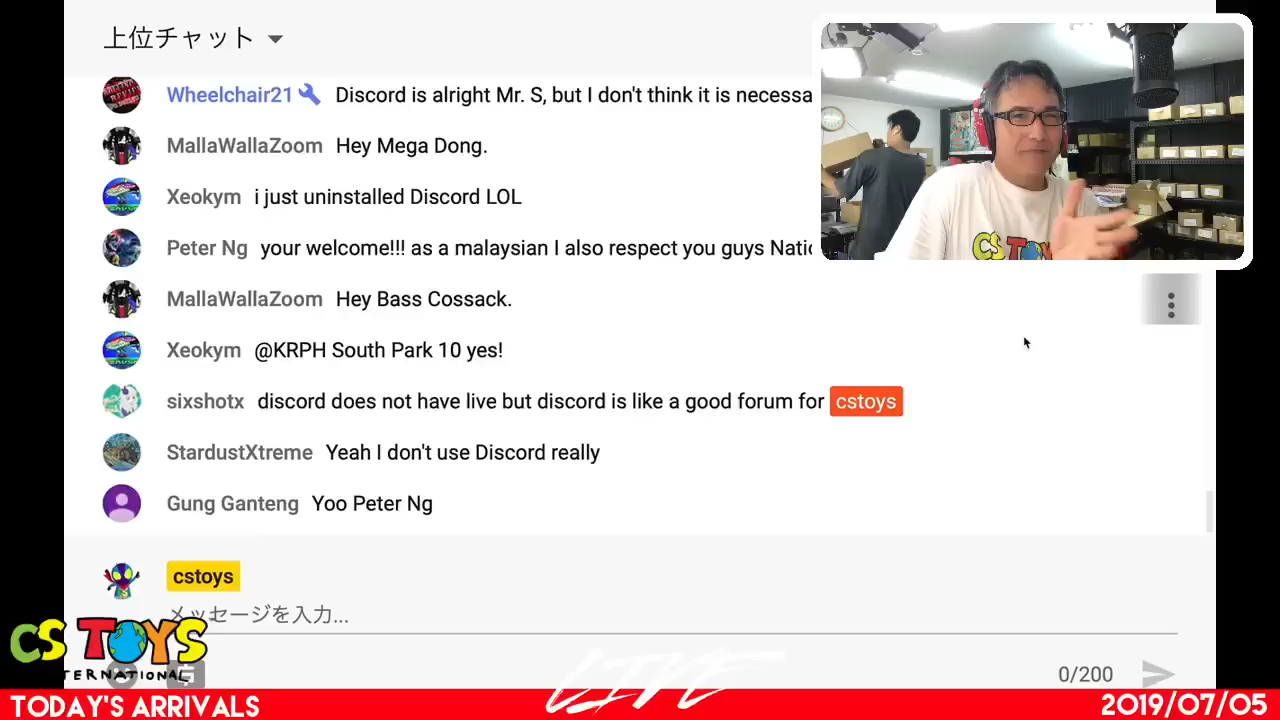 上位チャット
Wheelchair21 Discord is alright Mr. S, but I don't think it is necessa
MallaWallaZoom Hey Mega Dong.
Xeokym i just uninstalled Discord LOL
Peter Ng your welcome!!! as a malaysian I also respect you guys Natio
MallaWallaZoom Hey Bass Cossack.
Xeokym @KRPH South Park 10 yes!
sixshotx discord does not have live but discord is like a good forum for cstoys
StardustXtreme Yeah I don't use Discord really
Gung Ganteng Yoo Peter Ng
cstoys
メッセージを入力...
0/200
CS TOYS
CS TOYS
INTERNATIONAL
LIVE
TODAY'S ARRIVALS
2019/07/05